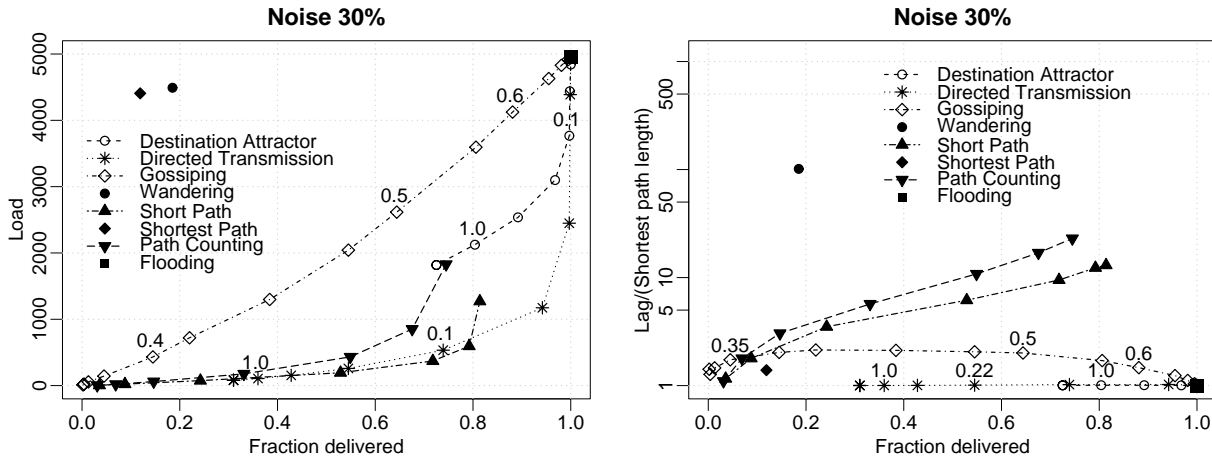 Noise 30%
5000
4000
3000
2000
1000
0
Load
0.0 0.2 0.4 0.6 0.8 1.0
Fraction delivered
Destination Attractor
Directed Transmission
Gossiping
Wandering
Short Path
Shortest Path
Path Counting
Flooding
0.6
0.1
0.5
1.0
0.4
1.0
0.1
Noise 30%
500
50
10
5
1
Lag/(Shortest path length)
0.0 0.2 0.4 0.6 0.8 1.0
Fraction delivered
Destination Attractor
Directed Transmission
Gossiping
Wandering
Short Path
Shortest Path
Path Counting
Flooding
0.35
0.5
0.6
1.0
0.22
1.0